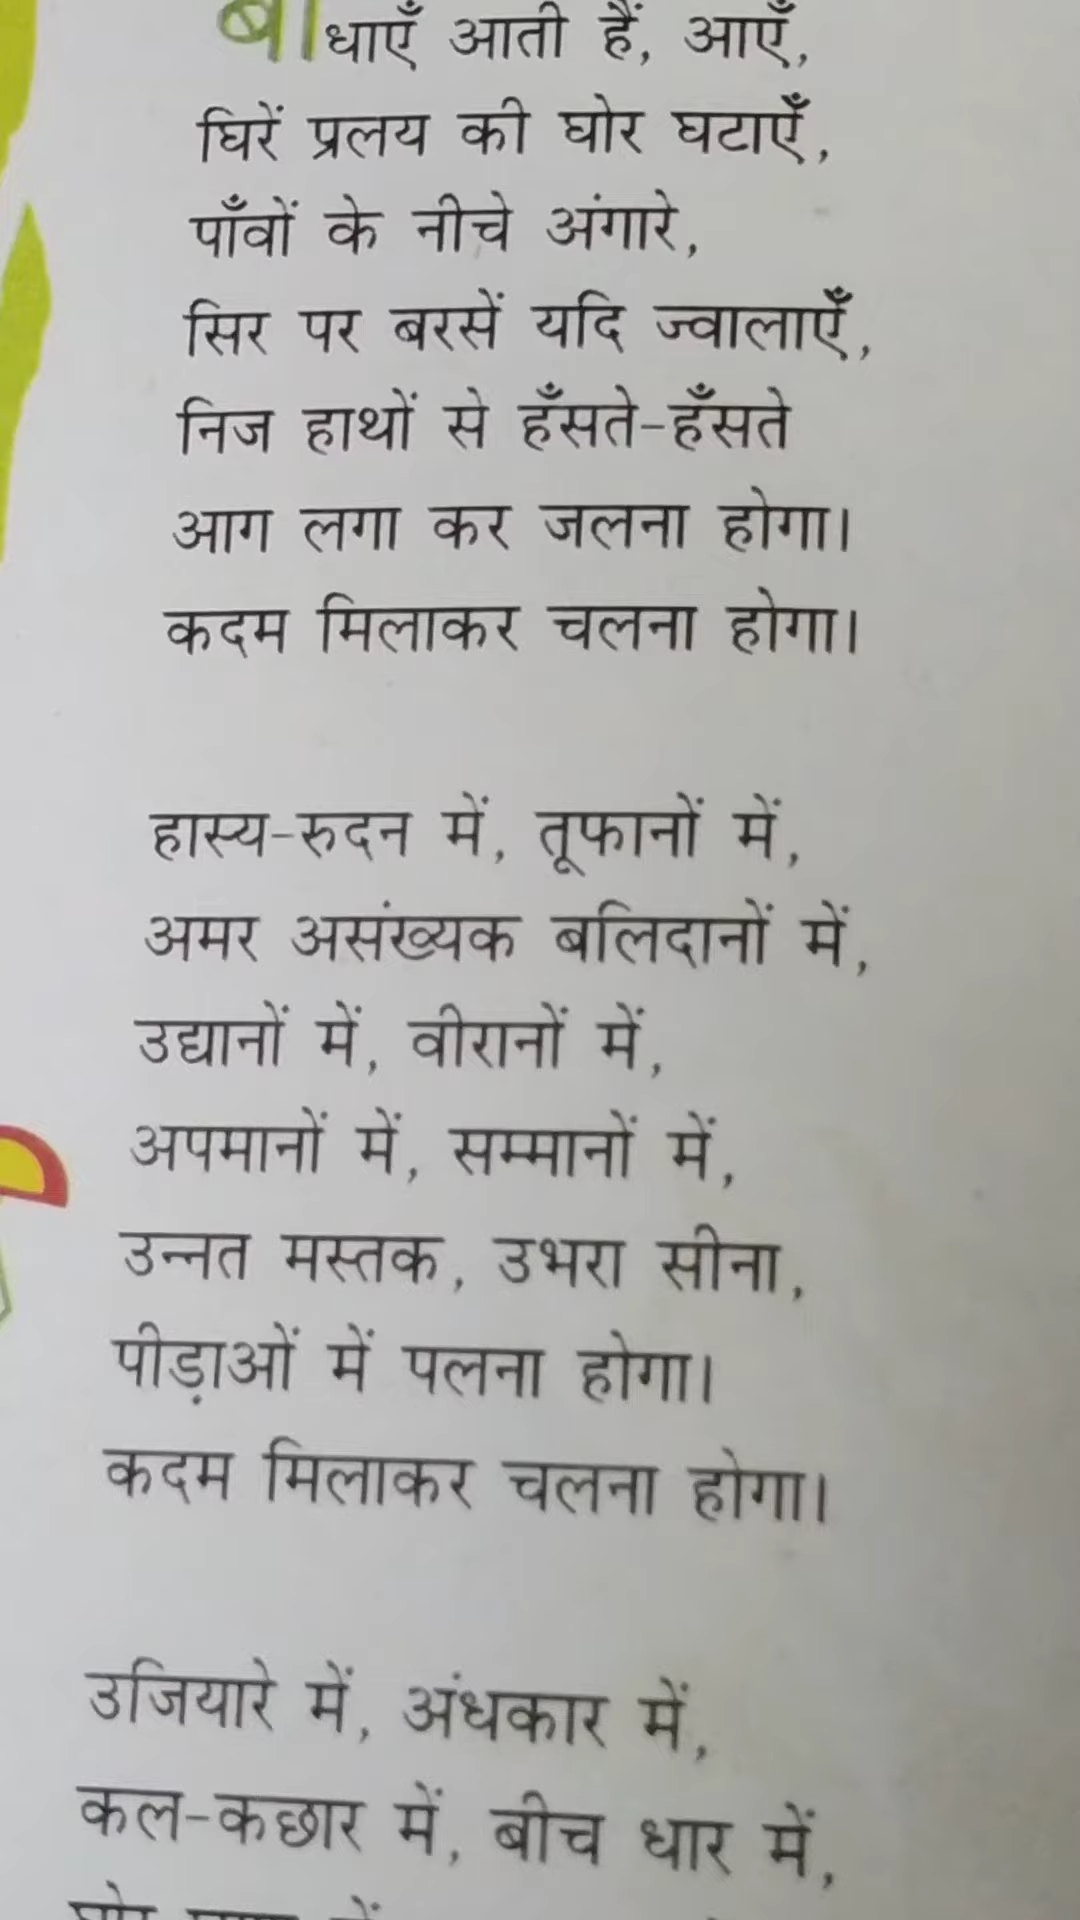 बाधाएँ आती हैं, आएँ,
घिरें प्रलय की घोर घटाएँ,
पाँवों के नीचे अंगारे,
सिर पर बरसें यदि ज्वालाएँ,
निज हाथों से हँसते-हँसते
आग लगा कर जलना होगा।
कदम मिलाकर चलना होगा।
हास्य-रुदन में, तूफानों में,
अमर असंख्यक बलिदानों में,
उद्यानों में, वीरानों में,
अपमानों में, सम्मानों में,
उन्नत मस्तक, उभरा सीना,
पीड़ाओं में पलना होगा।
कदम मिलाकर चलना होगा।
उजियारे में, अंधकार में,
कल-कछार में, बीच धार में,